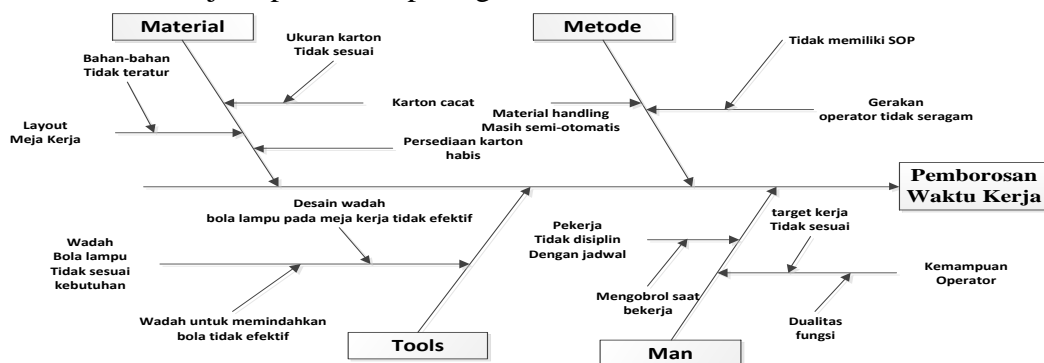 Material
Metode
Ukuran karton
Tidak sesuai
Tidak memiliki SOP
Bahan-bahan
Tidak teratur
Karton cacat
Material handling
Masih semi-otomatis
Gerakan
operator tidak seragam
Layout
Meja Kerja
Persediaan karton
habis
Pemborosan
Waktu Kerja
Desain wadah
bola lampu pada meja kerja tidak efektif
Pekerja
Tidak disiplin
Dengan jadwal
target kerja
Tidak sesuai
Wadah
Bola lampu
Tidak sesuai
kebutuhan
Kemampuan
Operator
Mengobrol saat
bekerja
Wadah untuk memindahkan
bola tidak efektif
Dualitas
fungsi
Tools
Man